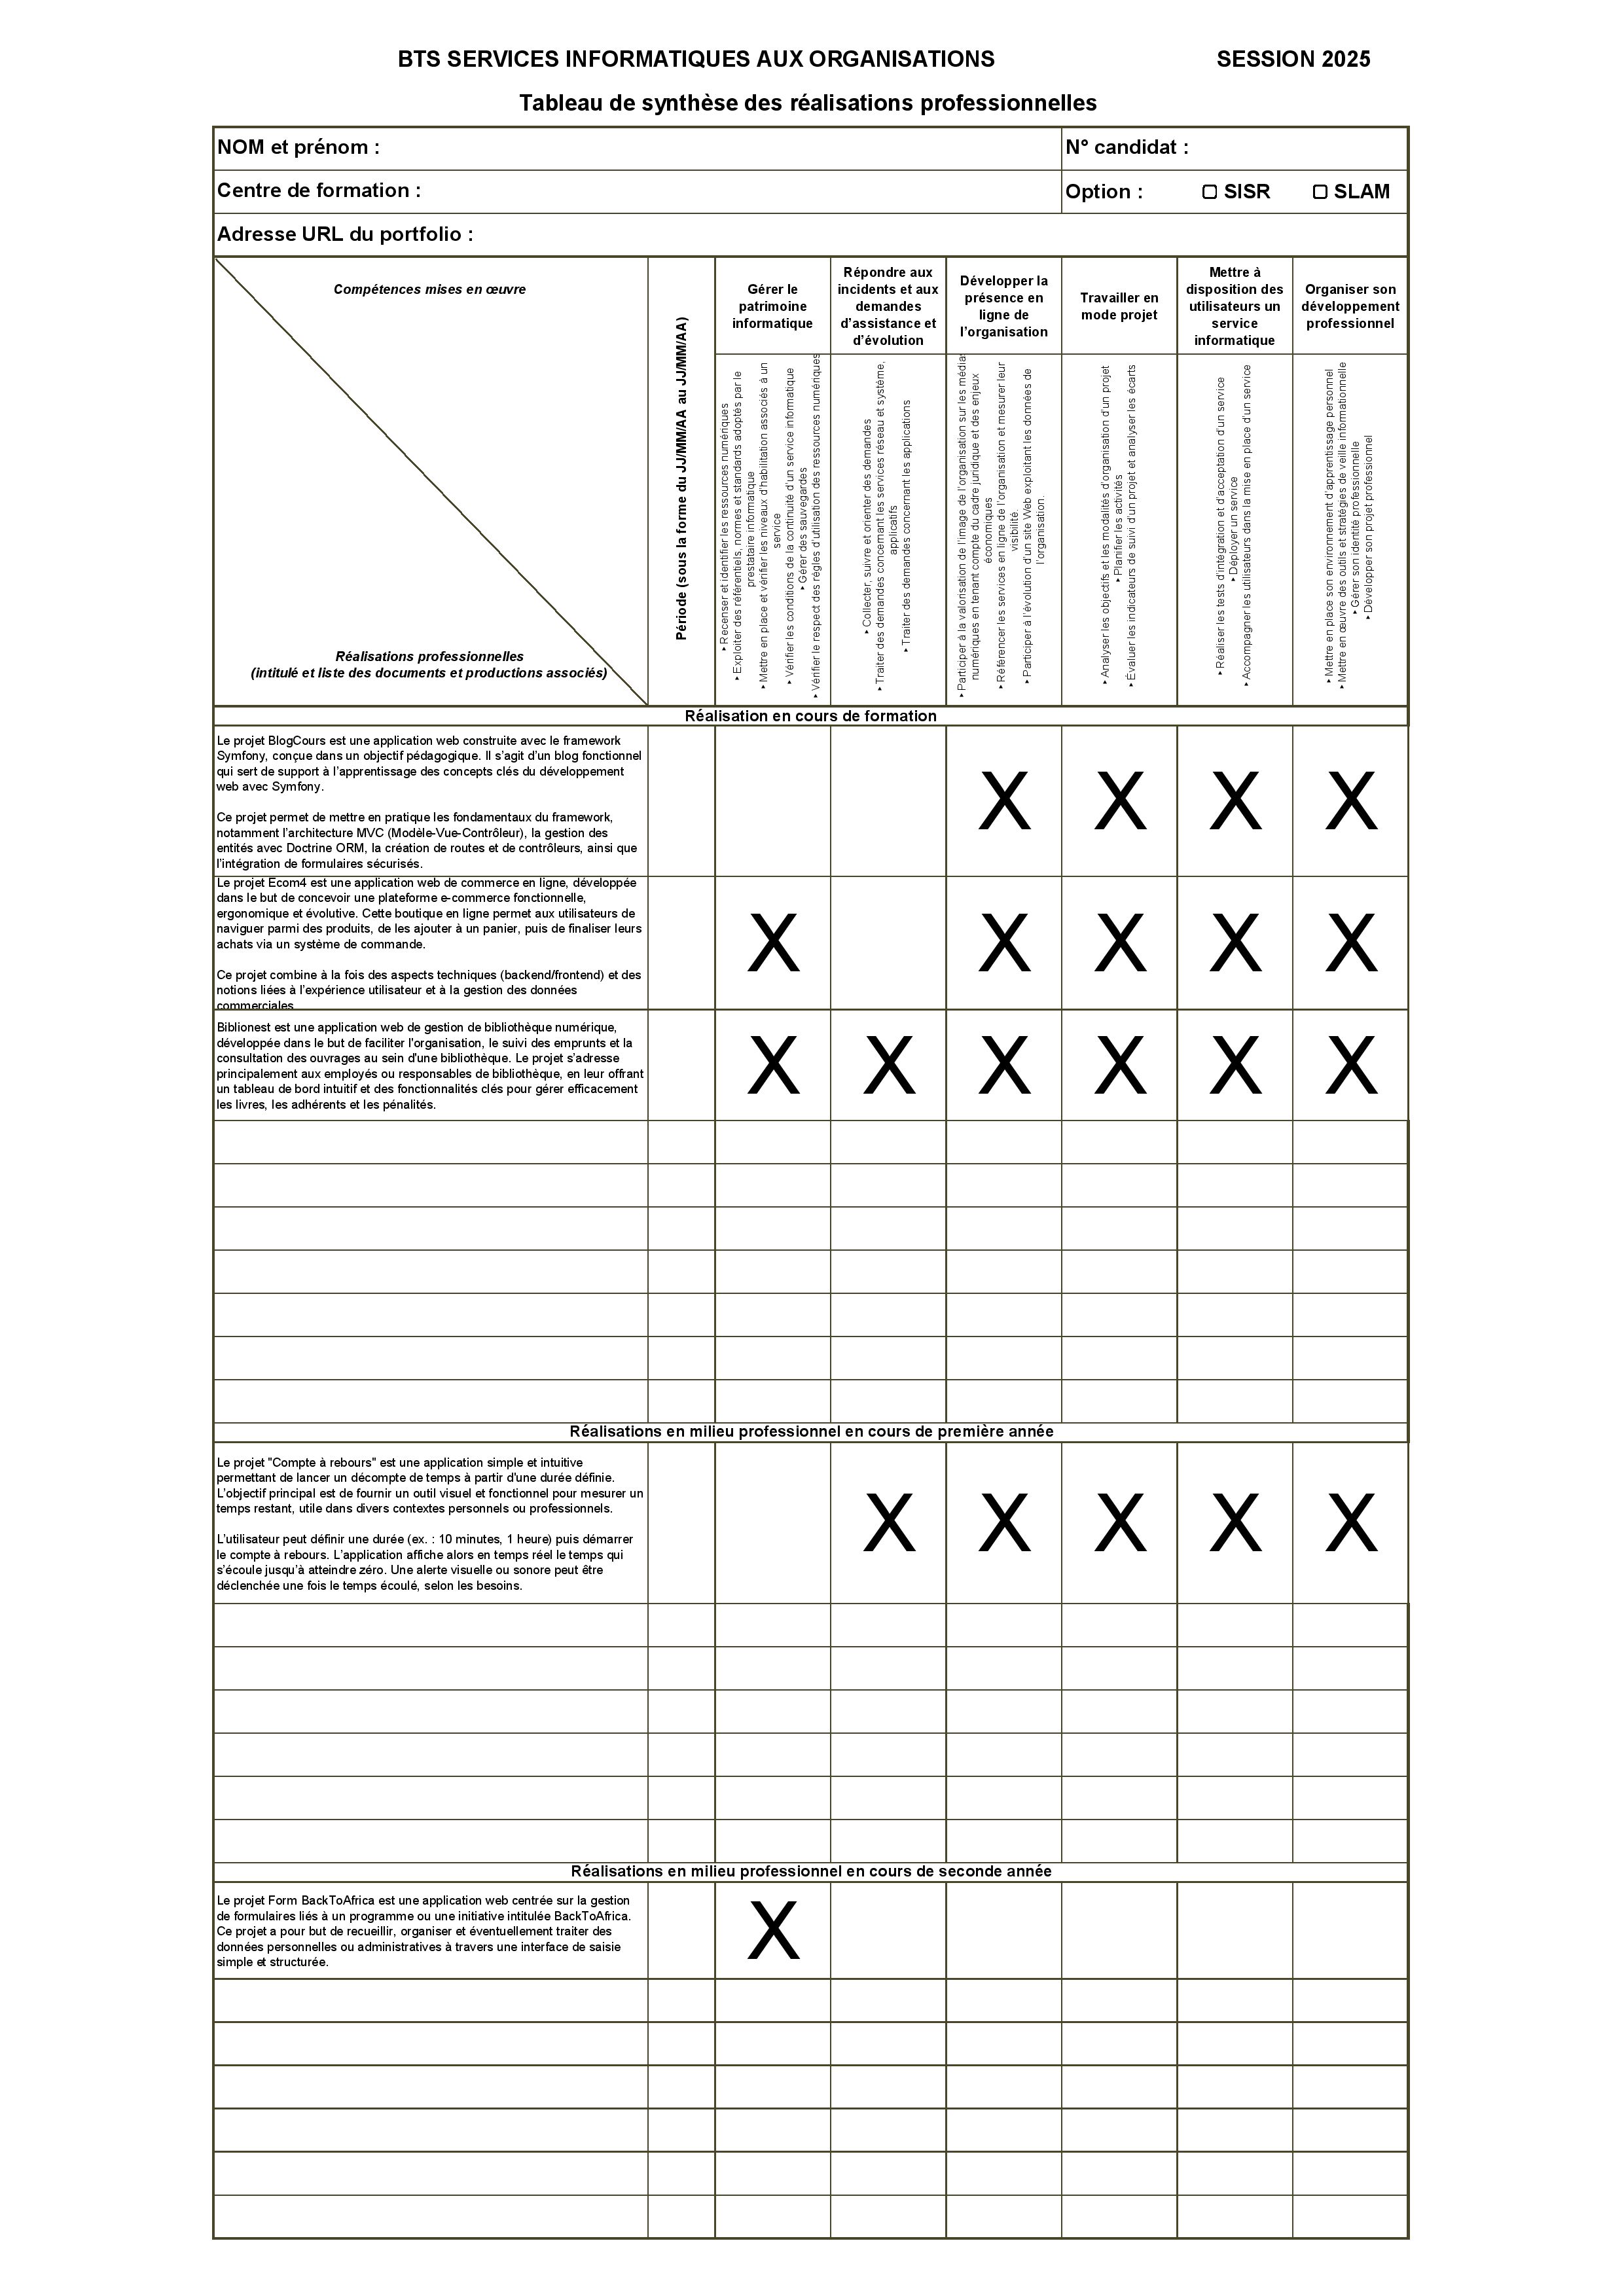 BTS SERVICES INFORMATIQUES AUX ORGANISATIONS SESSION 2025
Tableau de synthèse des réalisations professionnelles
NOM et prénom : N° candidat :
Centre de formation : Option : ▢ SISR ▢ SLAM
Adresse URL du portfolio :
Compétences mises en œuvre
Réalisations professionnelles
(intitulé et liste des documents et productions associés)
Période (sous la forme du JJ/MM/AA au JJ/MM/AA)
Gérer le
patrimoine
informatique
Répondre aux
incidents et aux
demandes
d’assistance et
d’évolution
Développer la
présence en
ligne de
l’organisation
Travailler en
mode projet
Mettre à
disposition des
utilisateurs un
service
informatique
Organiser son
développement
professionnel
‣ Recenser et identifier les ressources numériques
‣ Exploiter des référentiels, normes et standards adoptés par le
prestataire informatique
‣ Mettre en place et vérifier les niveaux d’habilitation associés à un
service
‣ Vérifier les conditions de la continuité d’un service informatique
‣ Gérer des sauvegardes
‣ Vérifier le respect des règles d’utilisation des ressources numériques
‣ Collecter, suivre et orienter des demandes
‣ Traiter des demandes concernant les services réseau et système,
applicatifs
‣ Traiter des demandes concernant les applications
‣ Participer à la valorisation de l’image de l’organisation sur les médias
numériques en tenant compte du cadre juridique et des enjeux
économiques
‣ Référencer les services en ligne de l’organisation et mesurer leur
visibilité.
‣ Participer à l’évolution d’un site Web exploitant les données de
l’organisation.
‣ Analyser les objectifs et les modalités d’organisation d’un projet
‣ Planifier les activités
‣ Évaluer les indicateurs de suivi d’un projet et analyser les écarts
‣ Réaliser les tests d’intégration et d’acceptation d’un service
‣ Déployer un service
‣ Accompagner les utilisateurs dans la mise en place d’un service
‣ Mettre en place son environnement d’apprentissage personnel
‣ Mettre en œuvre des outils et stratégies de veille informationnelle
‣ Gérer son identité professionnelle
‣ Développer son projet professionnel
Réalisation en cours de formation
Le projet BlogCours est une application web construite avec le framework
Symfony, conçue dans un objectif pédagogique. Il s’agit d’un blog fonctionnel
qui sert de support à l’apprentissage des concepts clés du développement
web avec Symfony.
Ce projet permet de mettre en pratique les fondamentaux du framework,
notamment l’architecture MVC (Modèle-Vue-Contrôleur), la gestion des
entités avec Doctrine ORM, la création de routes et de contrôleurs, ainsi que
l’intégration de formulaires sécurisés.
X X X X
Le projet Ecom4 est une application web de commerce en ligne, développée
dans le but de concevoir une plateforme e-commerce fonctionnelle,
ergonomique et évolutive. Cette boutique en ligne permet aux utilisateurs de
naviguer parmi des produits, de les ajouter à un panier, puis de finaliser leurs
achats via un système de commande.
Ce projet combine à la fois des aspects techniques (backend/frontend) et des
notions liées à l’expérience utilisateur et à la gestion des données
commerciales
X X X X X
Biblionest est une application web de gestion de bibliothèque numérique,
développée dans le but de faciliter l'organisation, le suivi des emprunts et la
consultation des ouvrages au sein d'une bibliothèque. Le projet s’adresse
principalement aux employés ou responsables de bibliothèque, en leur offrant
un tableau de bord intuitif et des fonctionnalités clés pour gérer efficacement
les livres, les adhérents et les pénalités.
X X X X X X
Réalisations en milieu professionnel en cours de première année
Le projet "Compte à rebours" est une application simple et intuitive
permettant de lancer un décompte de temps à partir d'une durée définie.
L’objectif principal est de fournir un outil visuel et fonctionnel pour mesurer un
temps restant, utile dans divers contextes personnels ou professionnels.
L’utilisateur peut définir une durée (ex. : 10 minutes, 1 heure) puis démarrer
le compte à rebours. L’application affiche alors en temps réel le temps qui
s’écoule jusqu’à atteindre zéro. Une alerte visuelle ou sonore peut être
déclenchée une fois le temps écoulé, selon les besoins.
X X X X X
Réalisations en milieu professionnel en cours de seconde année
Le projet Form BackToAfrica est une application web centrée sur la gestion
de formulaires liés à un programme ou une initiative intitulée BackToAfrica.
Ce projet a pour but de recueillir, organiser et éventuellement traiter des
données personnelles ou administratives à travers une interface de saisie
simple et structurée.
X